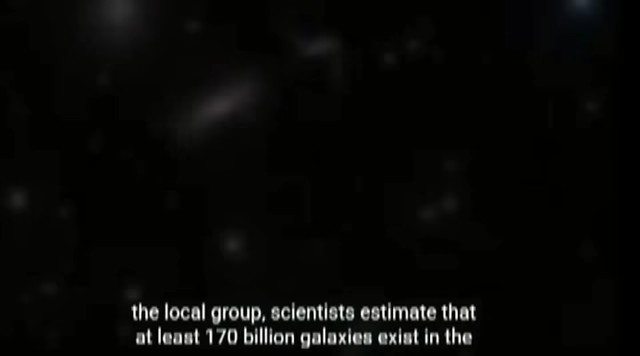 the local group, scientists estimate that
at least 170 billion galaxies exist in the